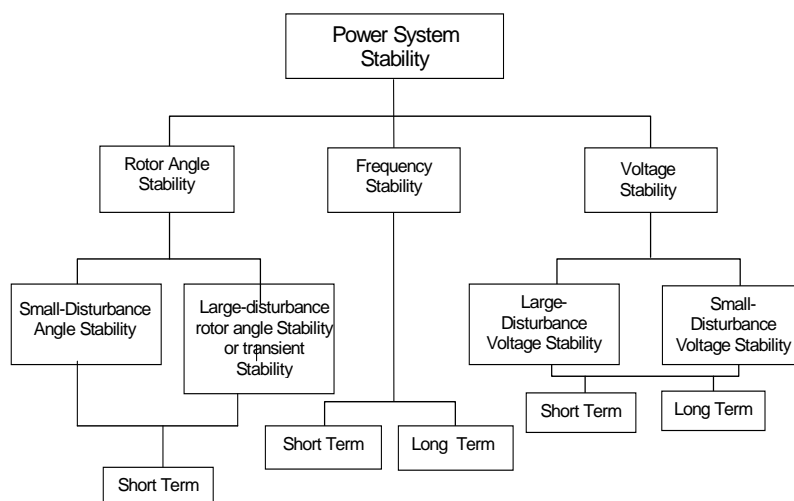 Power System
Stability
Rotor Angle
Stability
Frequency
Stability
Voltage
Stability
Small-Disturbance
Angle Stability
Large-disturbance
rotor angle Stability
or transient
Stability
Large-
Disturbance
Voltage Stability
Small-
Disturbance
Voltage Stability
Short Term
Short Term
Long Term
Short Term
Long Term